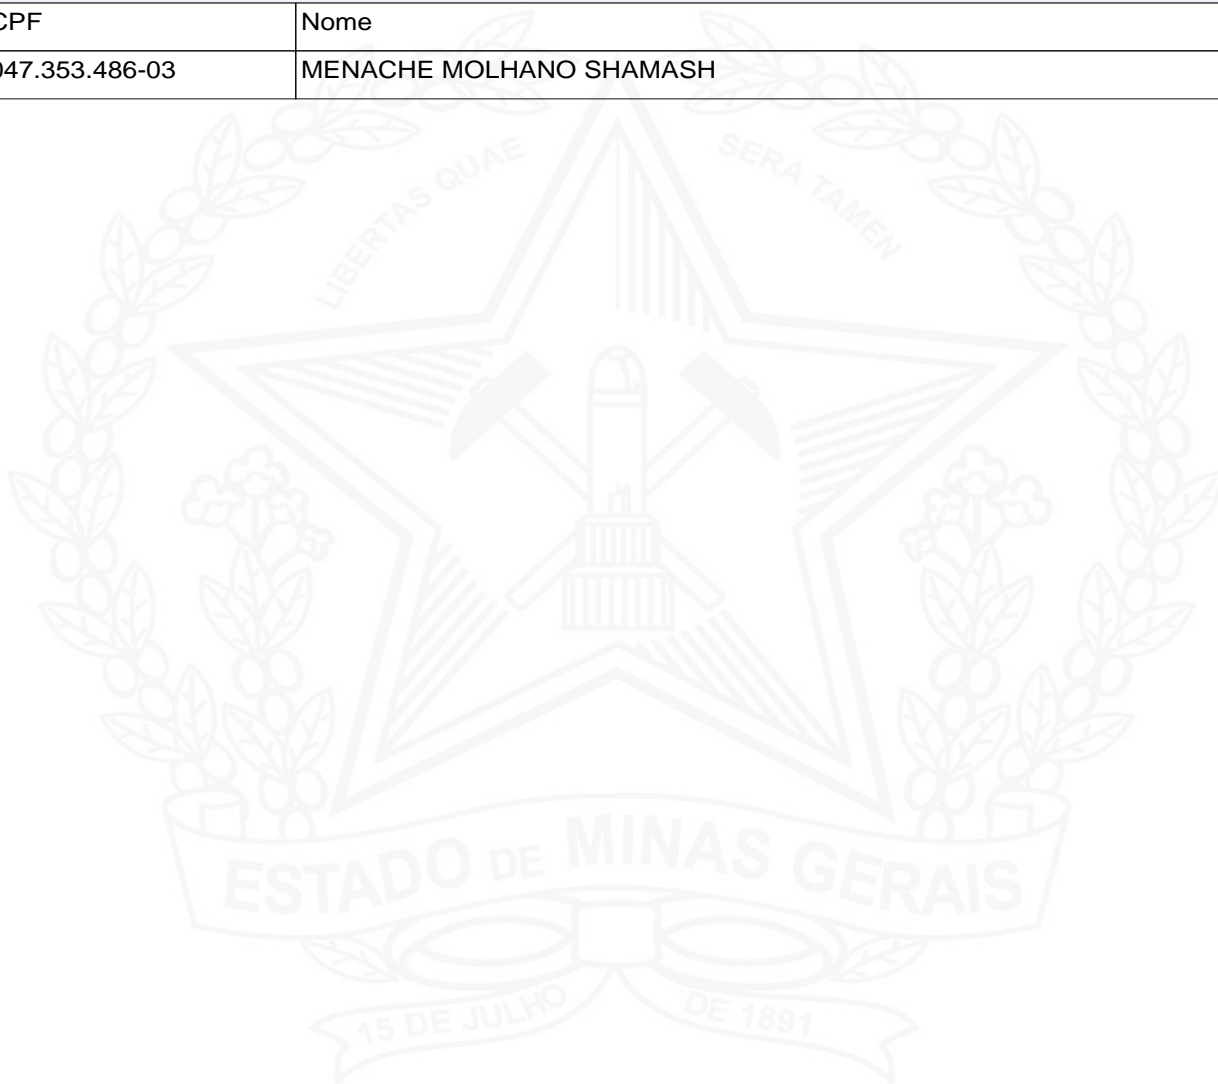 CPF Nome
047.353.486-03 MENACHE MOLHANO SHAMASH
LIBERTAS QUAE SERA TAMEN
ESTADO DE MINAS GERAIS
15 DE JULHO DE 1891